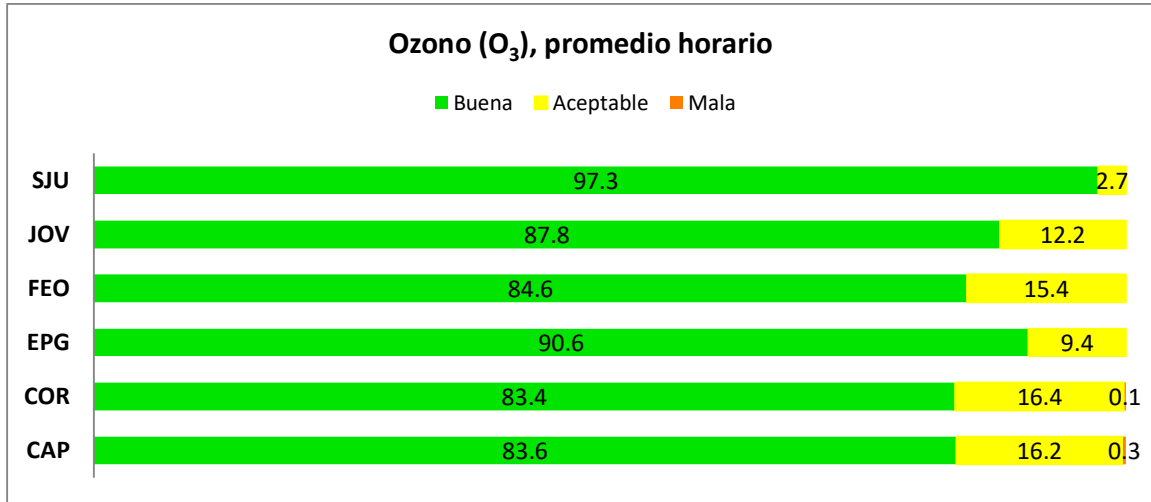 Ozono (O₃), promedio horario
Buena Aceptable Mala
SJU 97.3 2.7
JOV 87.8 12.2
FEO 84.6 15.4
EPG 90.6 9.4
COR 83.4 16.4 0.1
CAP 83.6 16.2 0.3